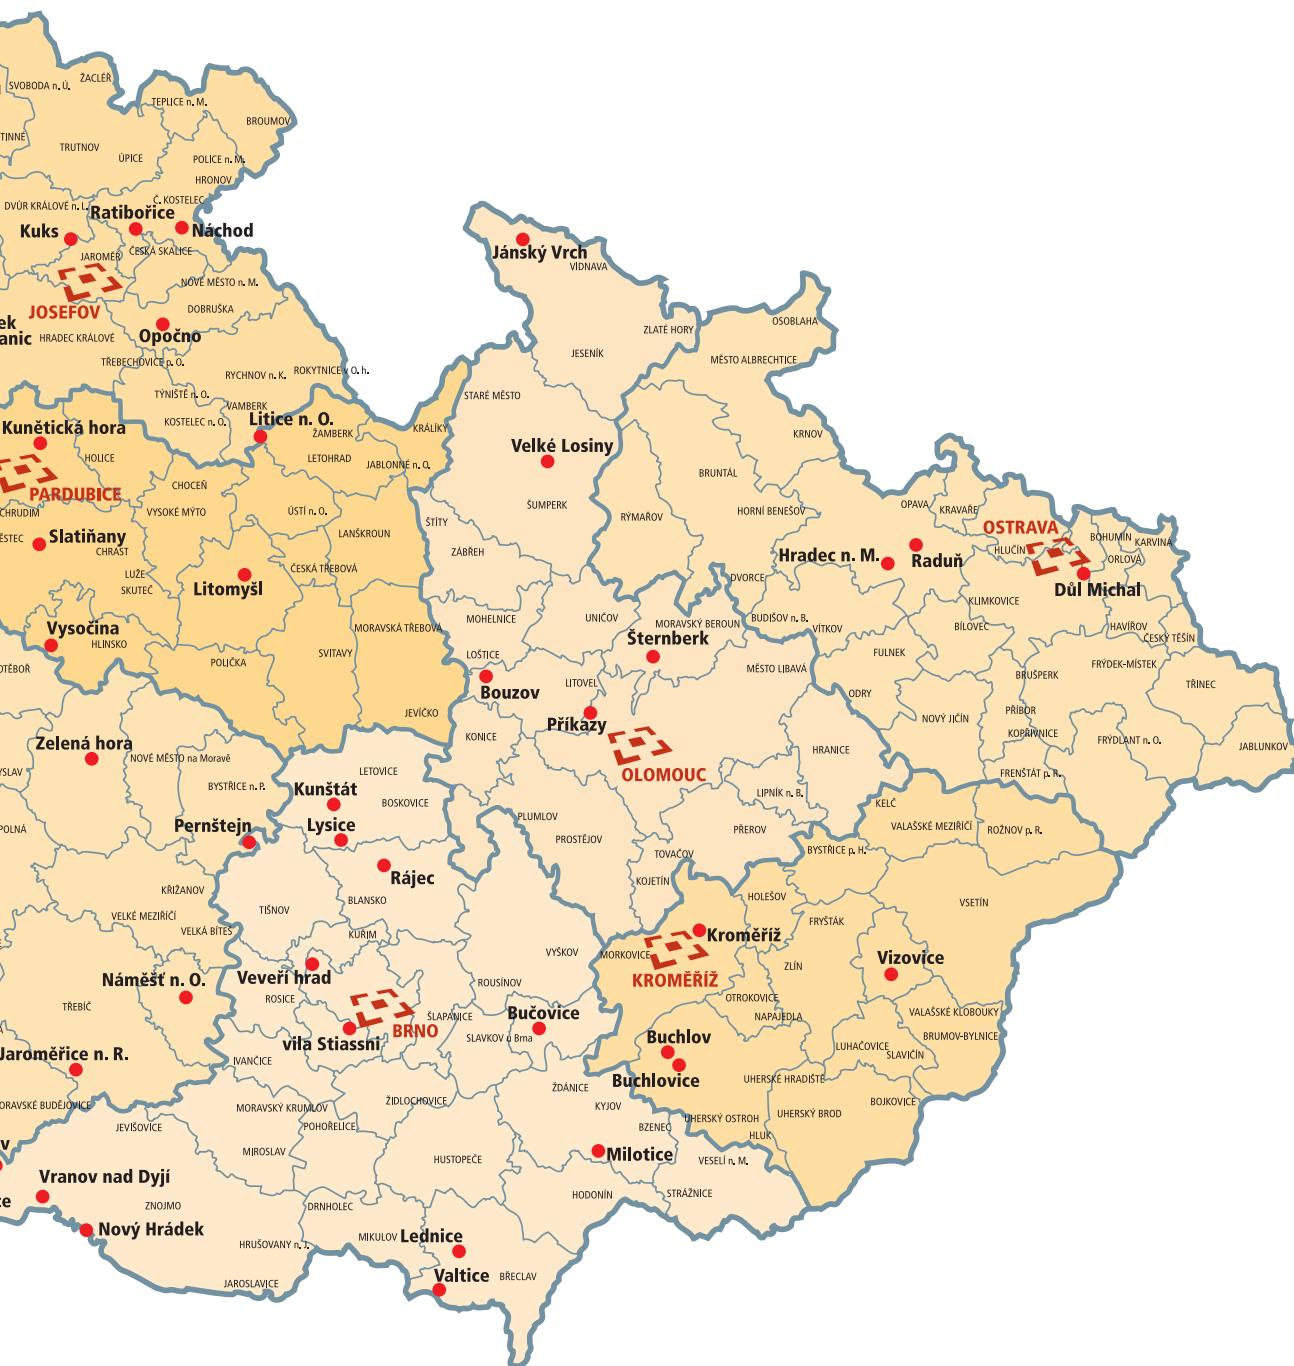 ŽACLÉŘ
SVOBODA n. Ú.
TEPLICE n. M.
BROUMOV
TINNÉ
TRUTNOV
ÚPICE
POLICE n. M.
HRONOV
Č. KOSTELEC
DVŮR KRÁLOVÉ n. L.
Ratibořice
Kuks
Náchod
JAROMĚŘ
ČESKÁ SKALICE
Jánský Vrch
VIDNAVA
NOVÉ MĚSTO n. M.
JOSEFOV
DOBRUŠKA
ek
anic
HRADEC KRÁLOVÉ
Opočno
ZLATÉ HORY
OSOBLAHA
JESENÍK
MĚSTO ALBRECHTICE
TŘEBECHOVICE p. O.
RYCHNOV n. K.
ROKYTNICE v O. h.
TÝNIŠTĚ n. O.
VAMBERK
STARÉ MĚSTO
KOSTELEC n. O.
Litice n. O.
Kunětická hora
ŽAMBERK
KRÁLÍKY
KRNOV
HOLICE
LETOHRAD
JABLONNÉ n. O.
Velké Losiny
BRUNTÁL
PARDUBICE
CHOCEŇ
CHRUDIM
VYSOKÉ MÝTO
ÚSTÍ n. O.
ŠUMPERK
RÝMAŘOV
HORNÍ BENEŠOV
OPAVA
KRAVAŘE
ĚSTEC
Slatiňany
CHRAST
LANŠKROUN
ŠTÍTY
ZÁBŘEH
OSTRAVA
HLUČÍN
BOHUMÍN
KARVINÁ
ORLOVÁ
Hradec n. M.
Raduň
LUŽE
SKUTEČ
Litomyšl
ČESKÁ TŘEBOVÁ
DVORCE
Důl Michal
KLIMKOVICE
Vysočina
HLINSKO
MORAVSKÁ TŘEBOVÁ
MOHELNICE
UNIČOV
MORAVSKÝ BEROUN
BUDIŠOV n. B.
VÍTKOV
BÍLOVEC
HAVÍŘOV
ČESKÝ TĚŠÍN
OTĚBOŘ
POLIČKA
SVITAVY
LOŠTICE
Šternberk
MĚSTO LIBAVÁ
FULNEK
BRUŠPERK
FRÝDEK-MÍSTEK
TŘINEC
Bouzov
LITOVEL
ODRY
JEVÍČKO
Příkazy
NOVÝ JIČÍN
PŘÍBOR
KOPŘIVNICE
FRÝDLANT n. O.
JABLUNKOV
Zelená hora
NOVÉ MĚSTO na Moravě
KONICE
HRANICE
YSLAV
LETOVICE
OLOMOUC
FRENŠTÁT p. R.
BYSTŘICE n. P.
Kunštát
BOSKOVICE
LIPNÍK n. B.
KELČ
POLNÁ
Pernštejn
Lysice
PLUMLOV
PROSTĚJOV
PŘEROV
VALAŠSKÉ MEZIŘÍČÍ
ROŽNOV p. R.
TOVAČOV
BYSTŘICE p. H.
KŘIŽANOV
Rájec
KOJETÍN
HOLEŠOV
VSETÍN
VELKÉ MEZIŘÍČÍ
TIŠNOV
BLANSKO
VELKÁ BÍTEŠ
KUŘIM
FRYŠTÁK
Kroměříž
MORKOVICE
VYŠKOV
Náměšť n. O.
Veveří hrad
ROUSÍNOV
KROMĚŘÍŽ
ZLÍN
Vizovice
TŘEBÍČ
ROSICE
OTROKOVICE
BRNO
ŠLAPANICE
Bučovice
NAPAJEDLA
VALAŠSKÉ KLOBOUKY
vila Stiassni
SLAVKOV u Brna
Buchlov
BRUMOV-BYLNICE
Jaroměřice n. R.
IVANČICE
LUHAČOVICE
SLAVIČÍN
Buchlovice
UHERSKÉ HRADIŠTĚ
ŽDÁNICE
BOJKOVICE
ORAVSKÉ BUDĚJOVICE
MORAVSKÝ KRUMLOV
ŽIDLOCHOVICE
KYJOV
UHERSKÝ BROD
JEVIŠOVICE
POHOŘELICE
BZENEC
UHERSKÝ OSTROH
HLUK
v
MIROSLAV
HUSTOPEČE
Milotice
VESELÍ n. M.
Vranov nad Dyjí
ce
ZNOJMO
DRNHOLEC
HODONÍN
STRÁŽNICE
Nový Hrádek
HRUŠOVANY n. J.
MIKULOV
Lednice
JAROSLAVICE
Valtice
BŘECLAV